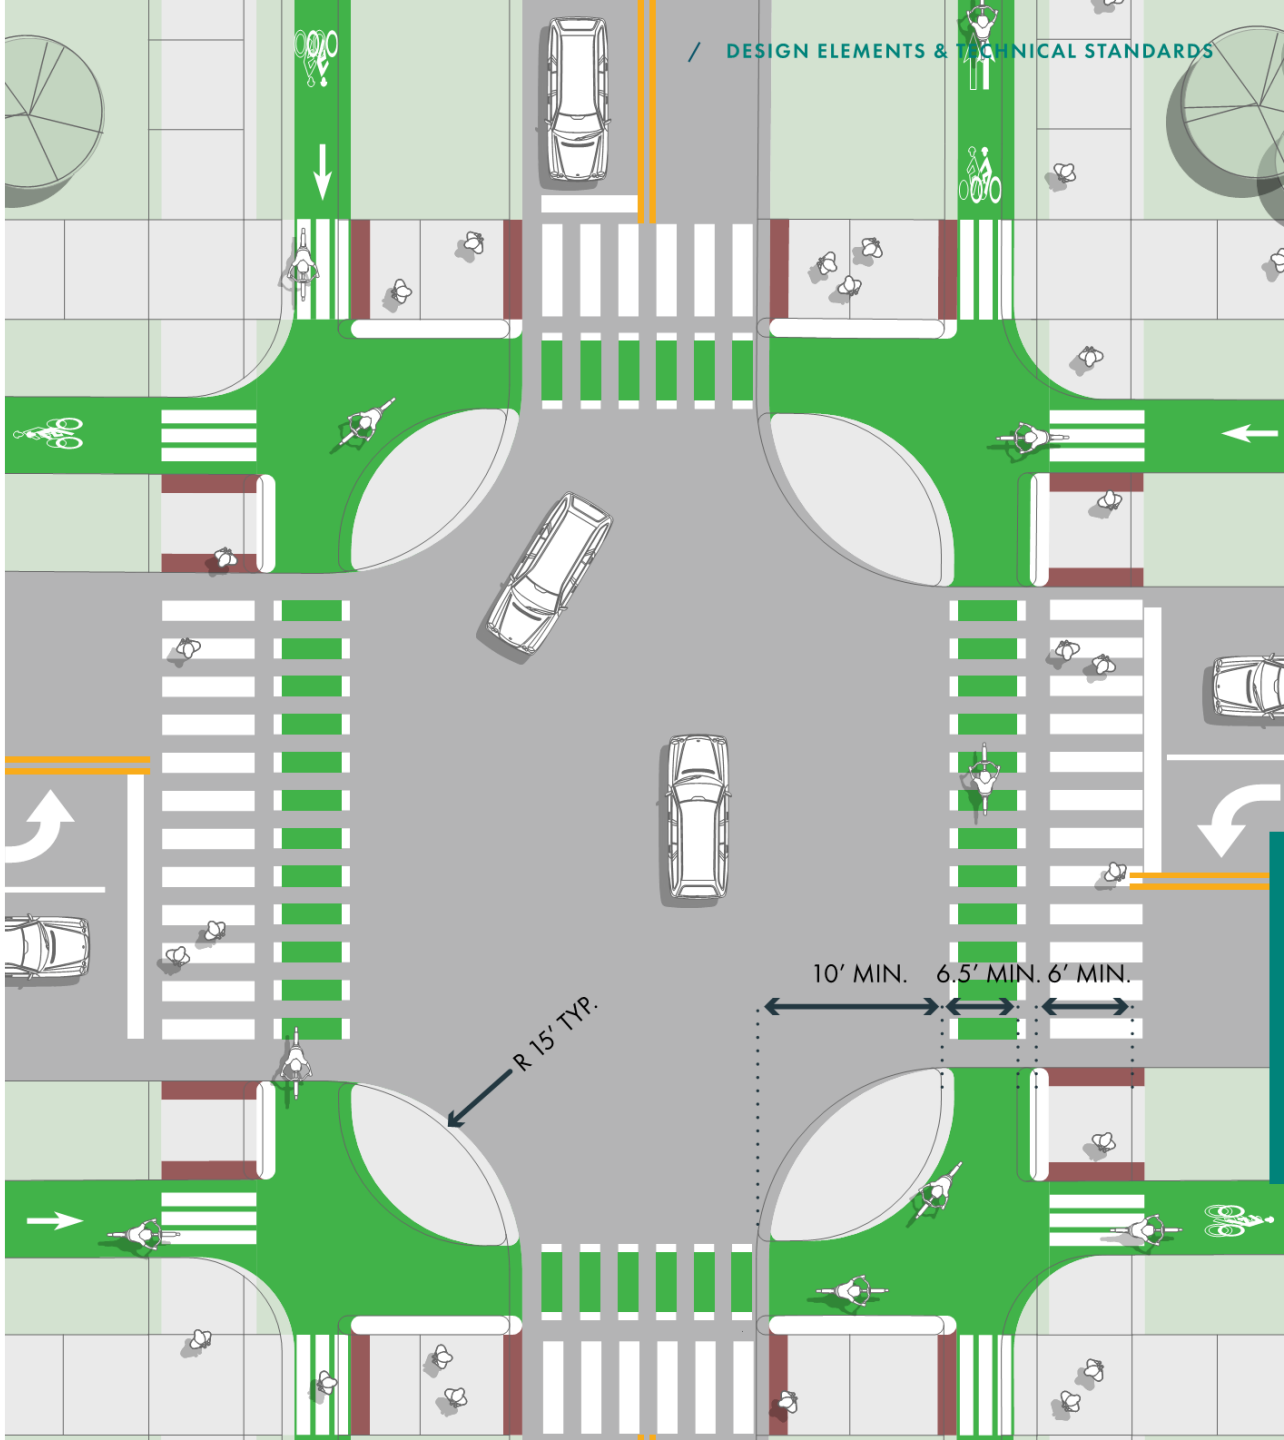 / DESIGN ELEMENTS & TECHNICAL STANDARDS
10’ MIN. 6.5’ MIN. 6’ MIN.
R 15’ TYP.